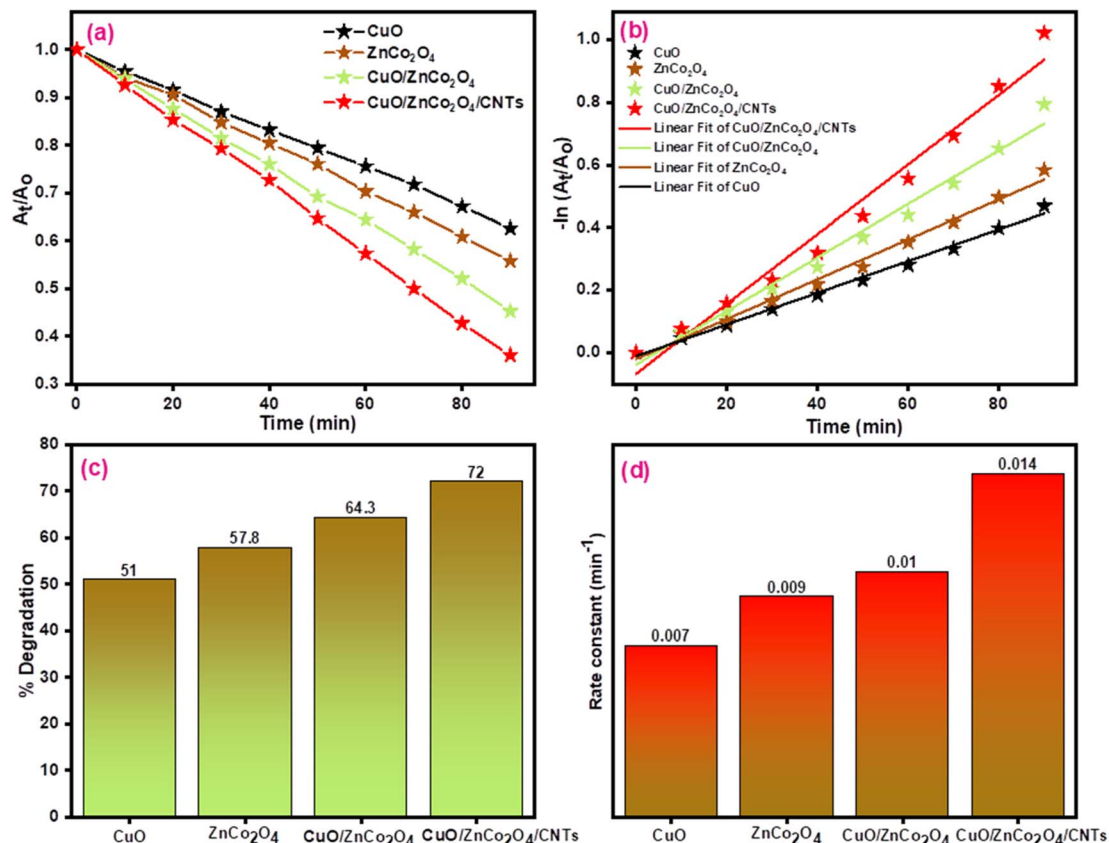 (a)
CuO
ZnCo₂O₄
CuO/ZnCo₂O₄
CuO/ZnCo₂O₄/CNTs
1.0
0.9
0.8
0.7
0.6
0.5
0.4
0.3
Aₜ/Aₒ
0 20 40 60 80
Time (min)
(b)
CuO
ZnCo₂O₄
CuO/ZnCo₂O₄
CuO/ZnCo₂O₄/CNTs
Linear Fit of CuO/ZnCo₂O₄/CNTs
Linear Fit of CuO/ZnCo₂O₄
Linear Fit of ZnCo₂O₄
Linear Fit of CuO
1.0
0.8
0.6
0.4
0.2
0.0
-ln (Aₜ/Aₒ)
0 20 40 60 80
Time (min)
(c)
80
70
60
50
40
30
20
10
0
% Degradation
51
57.8
64.3
72
CuO ZnCo₂O₄ CuO/ZnCo₂O₄ CuO/ZnCo₂O₄/CNTs
(d)
Rate constant (min⁻¹)
0.007
0.009
0.01
0.014
CuO ZnCo₂O₄ CuO/ZnCo₂O₄ CuO/ZnCo₂O₄/CNTs